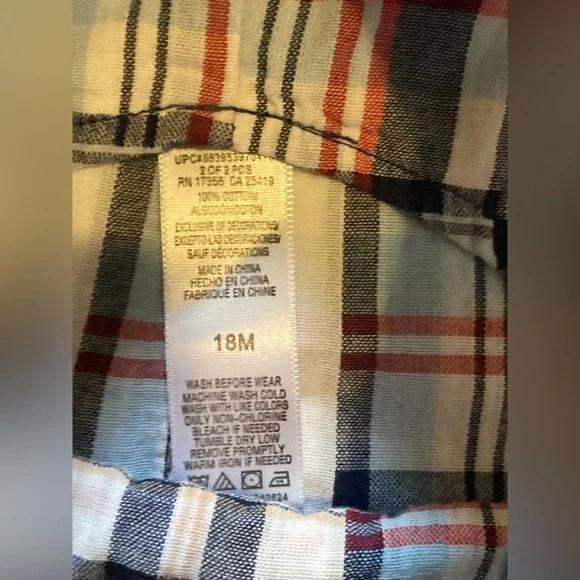 2 OF 2 PCS
RN 17356 CA 25419
100% COTTON/
EXCLUSIVE OF DECORATIONS/
EXCEPTO LAS DECORACIONES/
SAUF DECORATIONS
MADE IN CHINA
HECHO EN CHINA
FABRIQUÉ EN CHINE
18M
WASH BEFORE WEAR
MACHINE WASH COLD
WASH WITH LIKE COLORS
ONLY NON-CHLORINE
BLEACH IF NEEDED
TUMBLE DRY LOW
REMOVE PROMPTLY
WARM IRON IF NEEDED